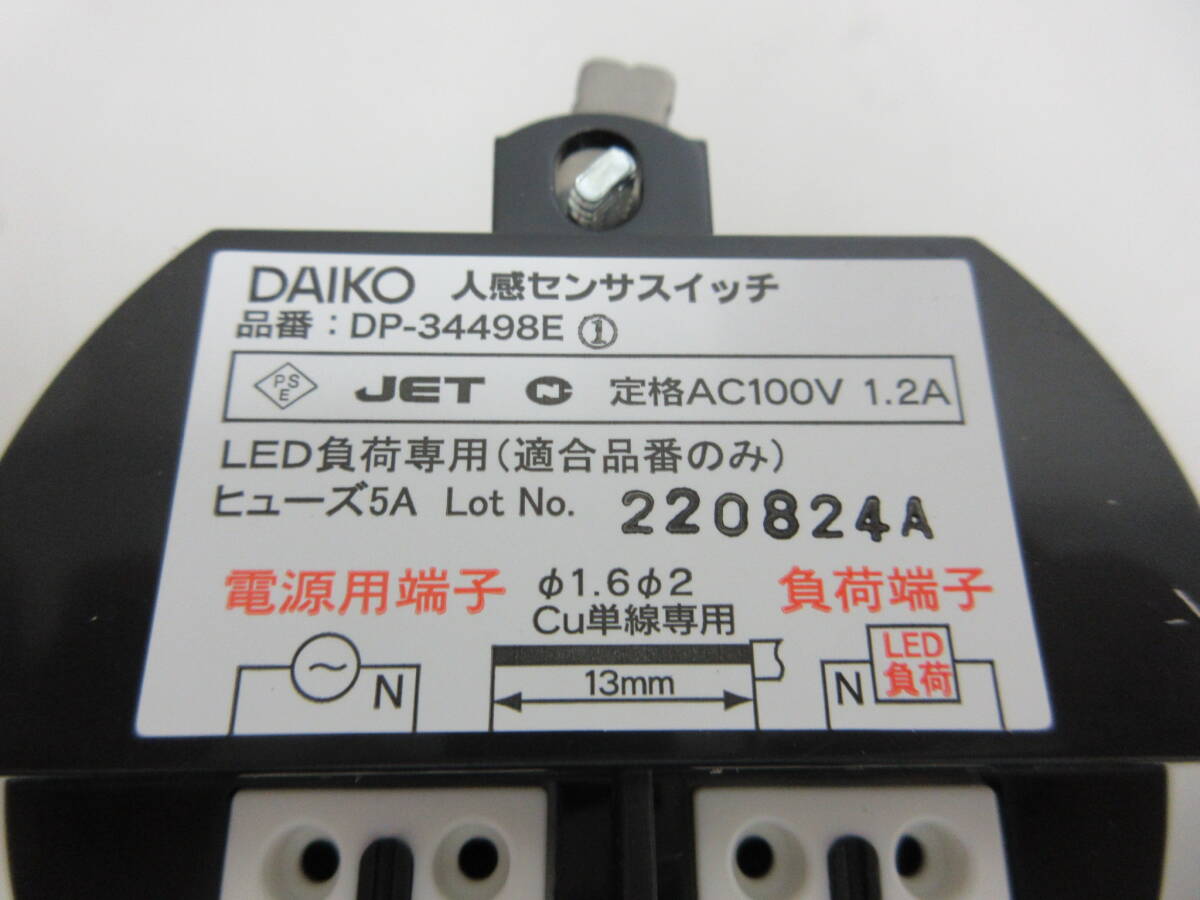 DAIKO 人感センサスイッチ
品番：DP-34498E ①
PSE JET N 定格AC100V 1.2A
LED負荷専用(適合品番のみ)
ヒューズ5A Lot No. 220824A
電源用端子 φ1.6φ2 負荷端子
Cu単線専用
~ N 13mm N LED
負荷